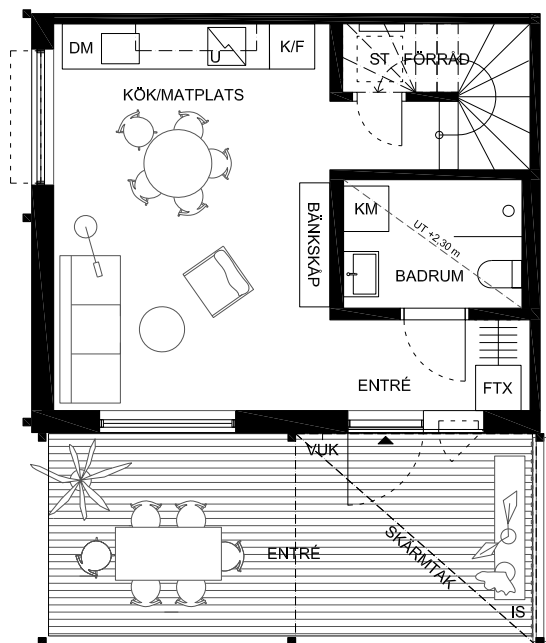 DM
K/F
ST FÖRRÅD
KÖK/MATPLATS
BÄNKSKÅP
KM
UT +2,30 m
BADRUM
ENTRÉ
FTX
VUK
SKÄRMTAK
ENTRÉ
IS